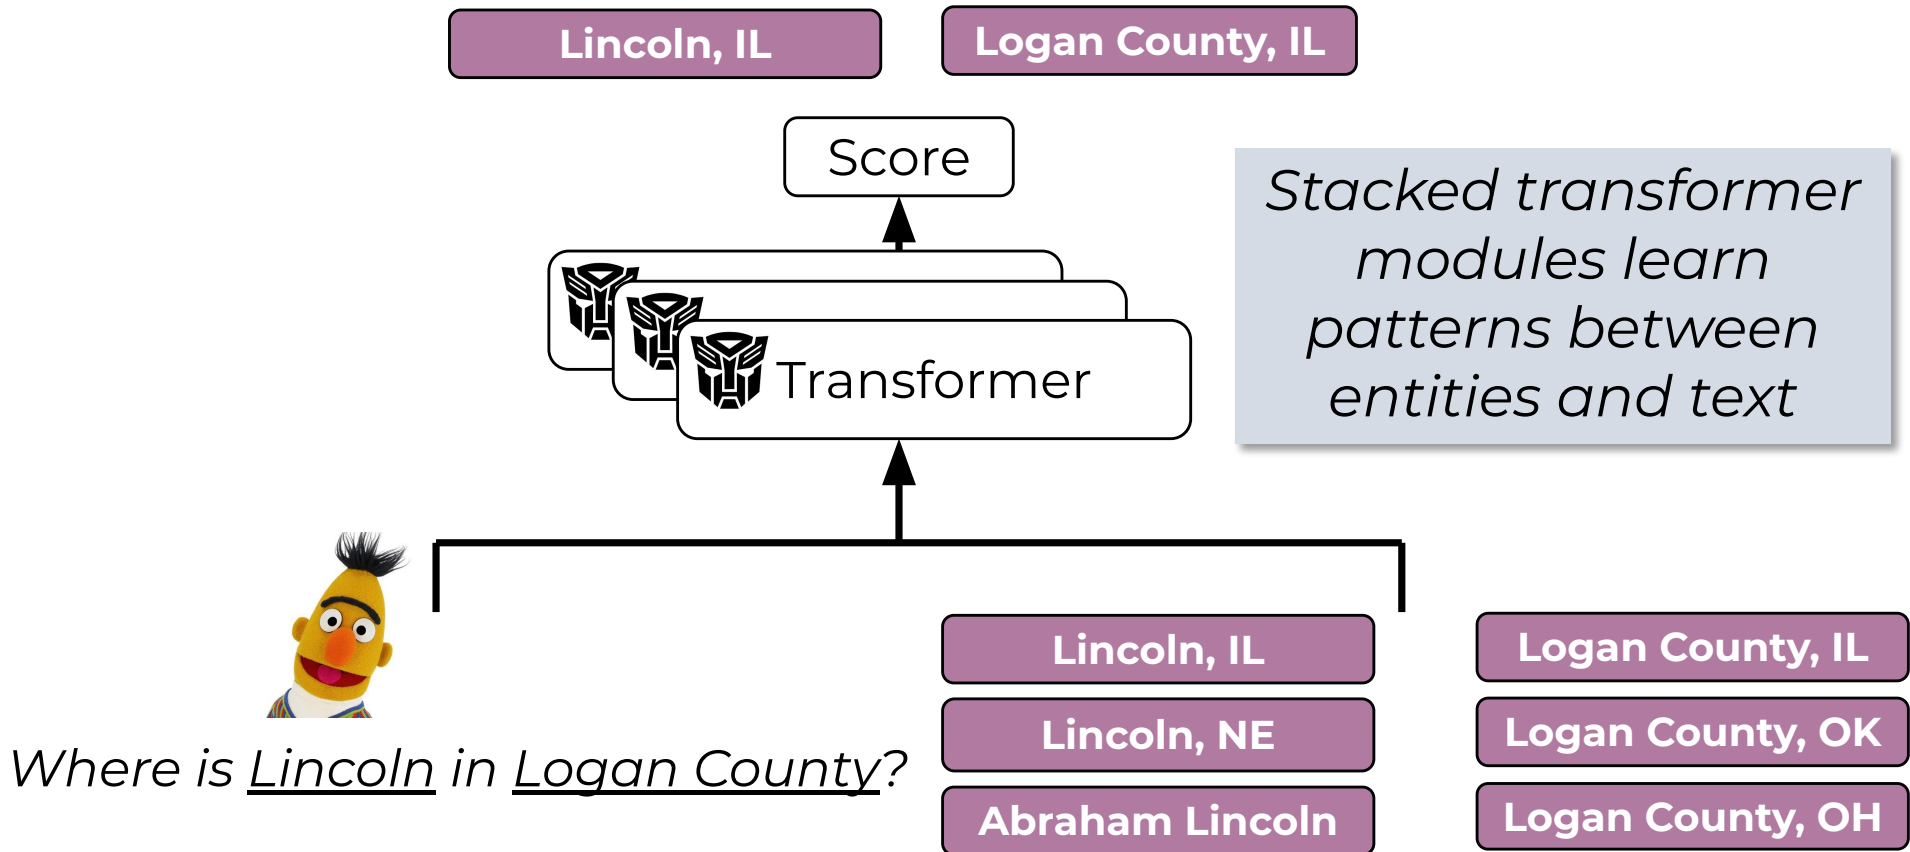 Lincoln, IL
Logan County, IL
Score
Stacked transformer
modules learn
patterns between
entities and text
Transformer
Where is Lincoln in Logan County?
Lincoln, IL
Lincoln, NE
Abraham Lincoln
Logan County, IL
Logan County, OK
Logan County, OH